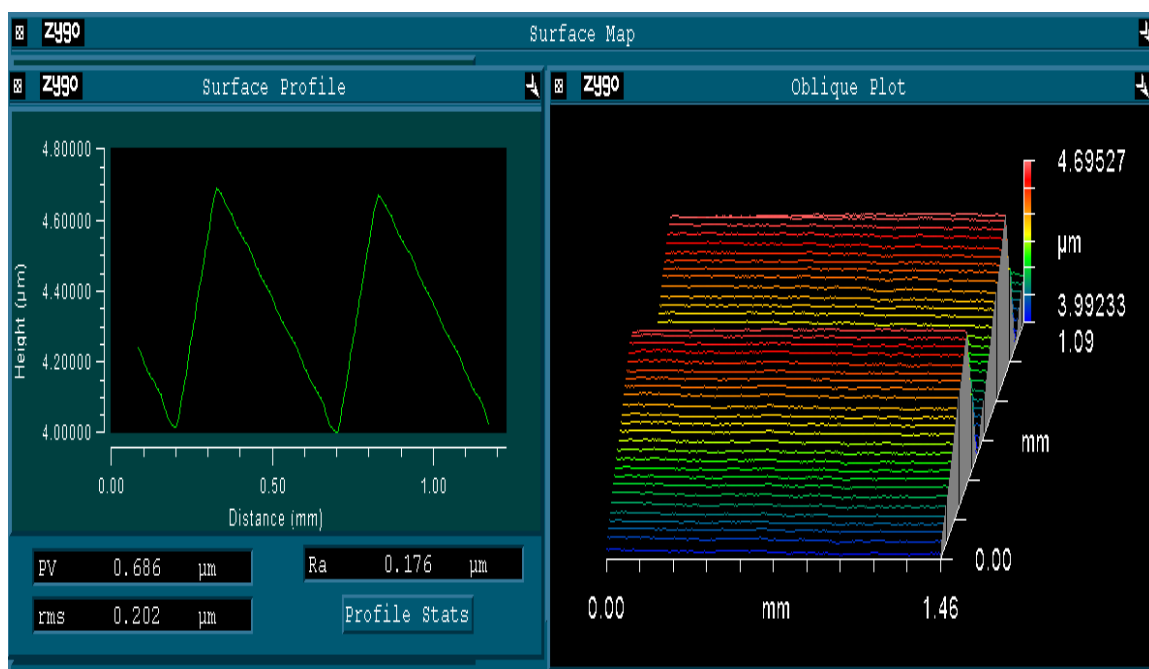 zygo Surface Map
zygo Surface Profile
4.80000
4.60000
4.40000
4.20000
4.00000
Height (µm)
0.00 0.50 1.00
Distance (mm)
PV 0.686 µm
Ra 0.176 µm
rms 0.202 µm
Profile Stats
zygo Oblique Plot
4.69527
µm
3.99233
1.09
mm
0.00
0.00 mm 1.46